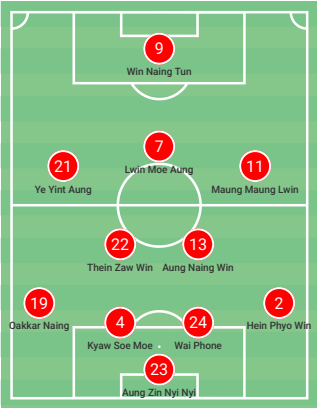 9
Win Naing Tun
21
7
11
Ye Yint Aung
Lwin Moe Aung
Maung Maung Lwin
22
13
Thein Zaw Win
Aung Naing Win
19
2
4
24
Oakkar Naing
Hein Phyo Win
Kyaw Soe Moe
Wai Phone
23
Aung Zin Nyi Nyi